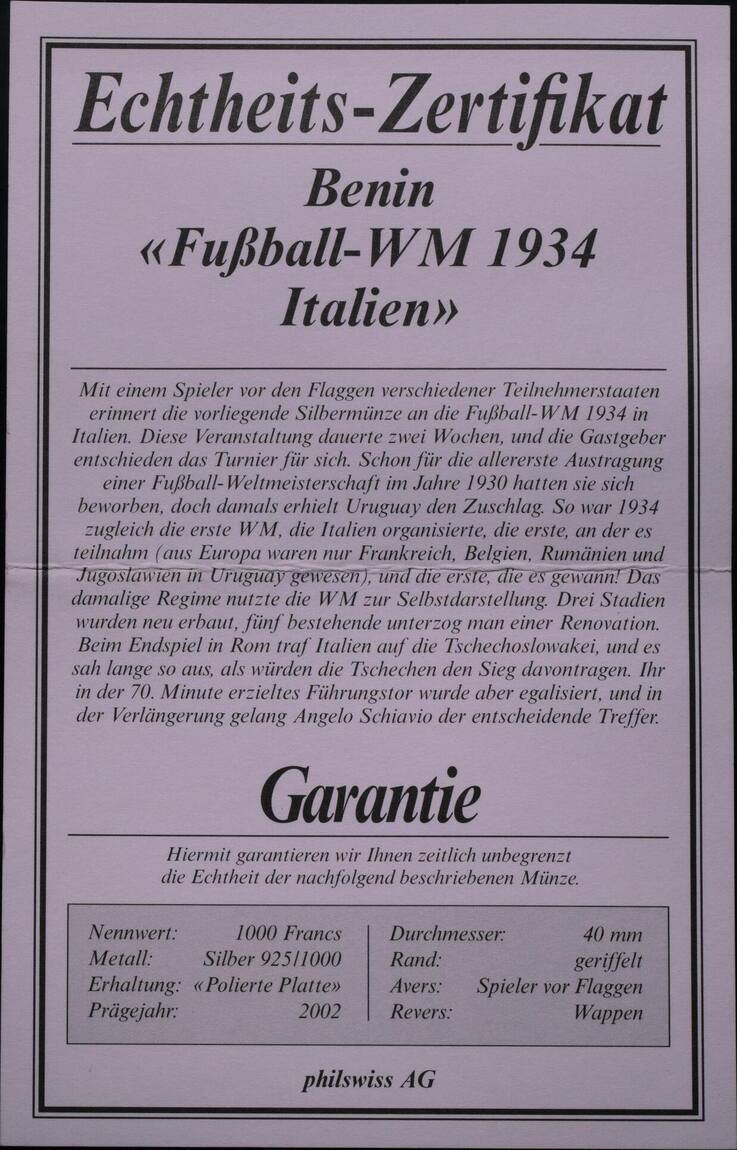 Echtheits-Zertifikat
Benin
«Fußball-WM 1934
Italien»
Mit einem Spieler vor den Flaggen verschiedener Teilnehmerstaaten
erinnert die vorliegende Silbermünze an die Fußball-WM 1934 in
Italien. Diese Veranstaltung dauerte zwei Wochen, und die Gastgeber
entschieden das Turnier für sich. Schon für die allererste Austragung
einer Fußball-Weltmeisterschaft im Jahre 1930 hatten sie sich
beworben, doch damals erhielt Uruguay den Zuschlag. So war 1934
zugleich die erste WM, die Italien organisierte, die erste, an der es
teilnahm (aus Europa waren nur Frankreich, Belgien, Rumänien und
Jugoslawien in Uruguay gewesen), und die erste, die es gewann! Das
damalige Regime nutzte die WM zur Selbstdarstellung. Drei Stadien
wurden neu erbaut, fünf bestehende unterzog man einer Renovation.
Beim Endspiel in Rom traf Italien auf die Tschechoslowakei, und es
sah lange so aus, als würden die Tschechen den Sieg davontragen. Ihr
in der 70. Minute erzieltes Führungstor wurde aber egalisiert, und in
der Verlängerung gelang Angelo Schiavio der entscheidende Treffer.
Garantie
Hiermit garantieren wir Ihnen zeitlich unbegrenzt
die Echtheit der nachfolgend beschriebenen Münze.
Nennwert: 1000 Francs
Metall: Silber 925/1000
Erhaltung: «Polierte Platte»
Prägejahr: 2002
Durchmesser: 40 mm
Rand: geriffelt
Avers: Spieler vor Flaggen
Revers: Wappen
philswiss AG